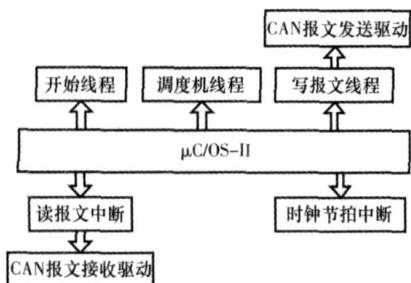 CAN报文发送驱动
开始线程
调度机线程
写报文线程
μC/OS-II
读报文中断
时钟节拍中断
CAN报文接收驱动